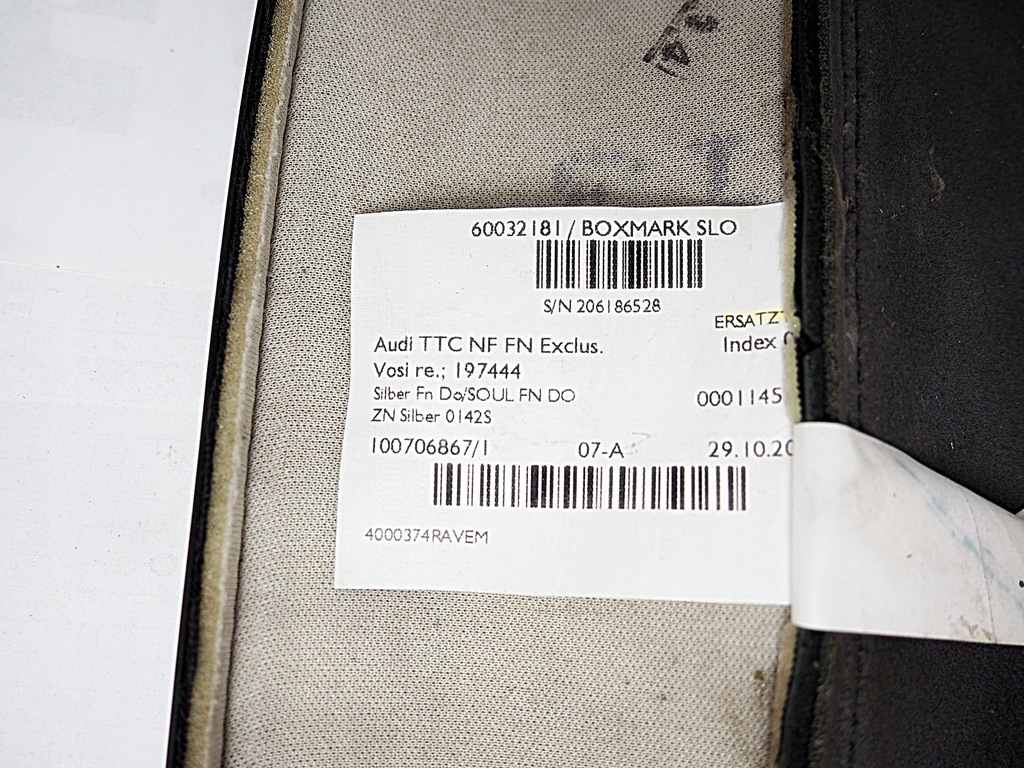 60032181 / BOXMARK SLO
S/N 206186528
ERSATZ
Index
Audi TTC NF FN Exclus.
Vosi re.; 197444
Silber Fn Do/SOUL FN DO
0001145
ZN Silber 0142S
100706867/1 07-A 29.10.20
4000374RAVEM